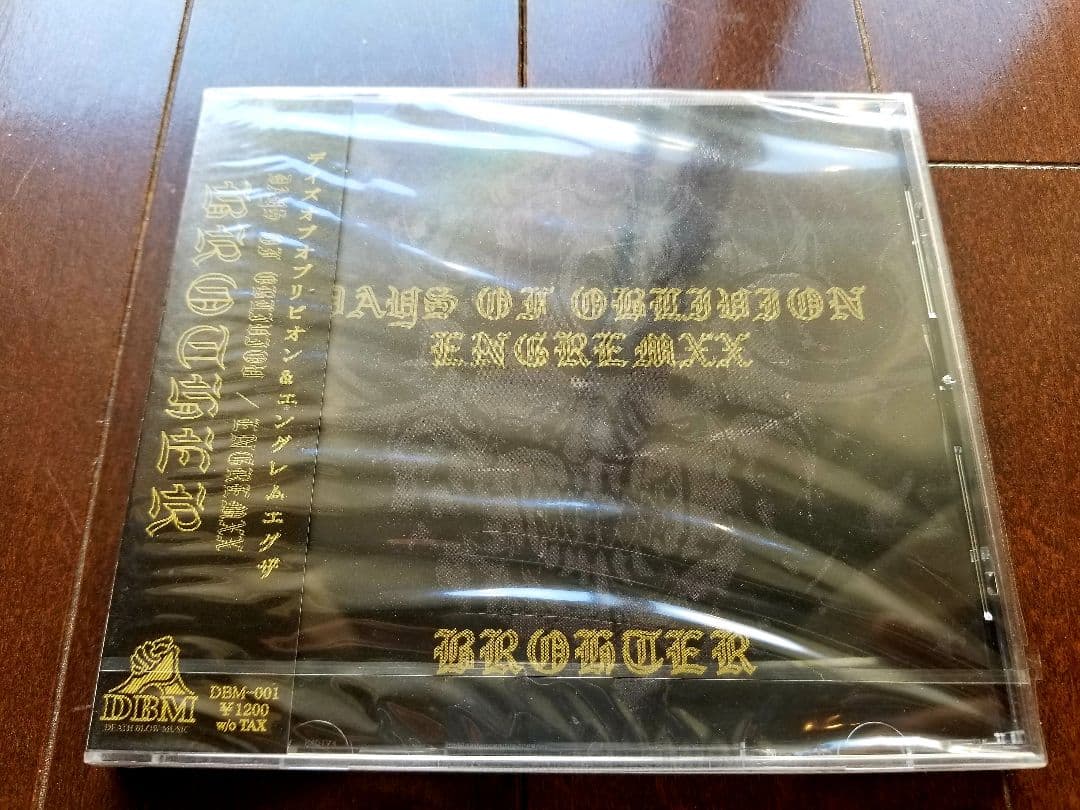 デイズオブオブリビオン&エングレムエグザ
DAYS OF OBLIVION / ENGREMXX
BROTHER
DAYS OF OBLIVION
ENGREMXX
BROHTER
DBM
DEATH BLOW MUSIC
DBM-001
¥1200
w/o TAX